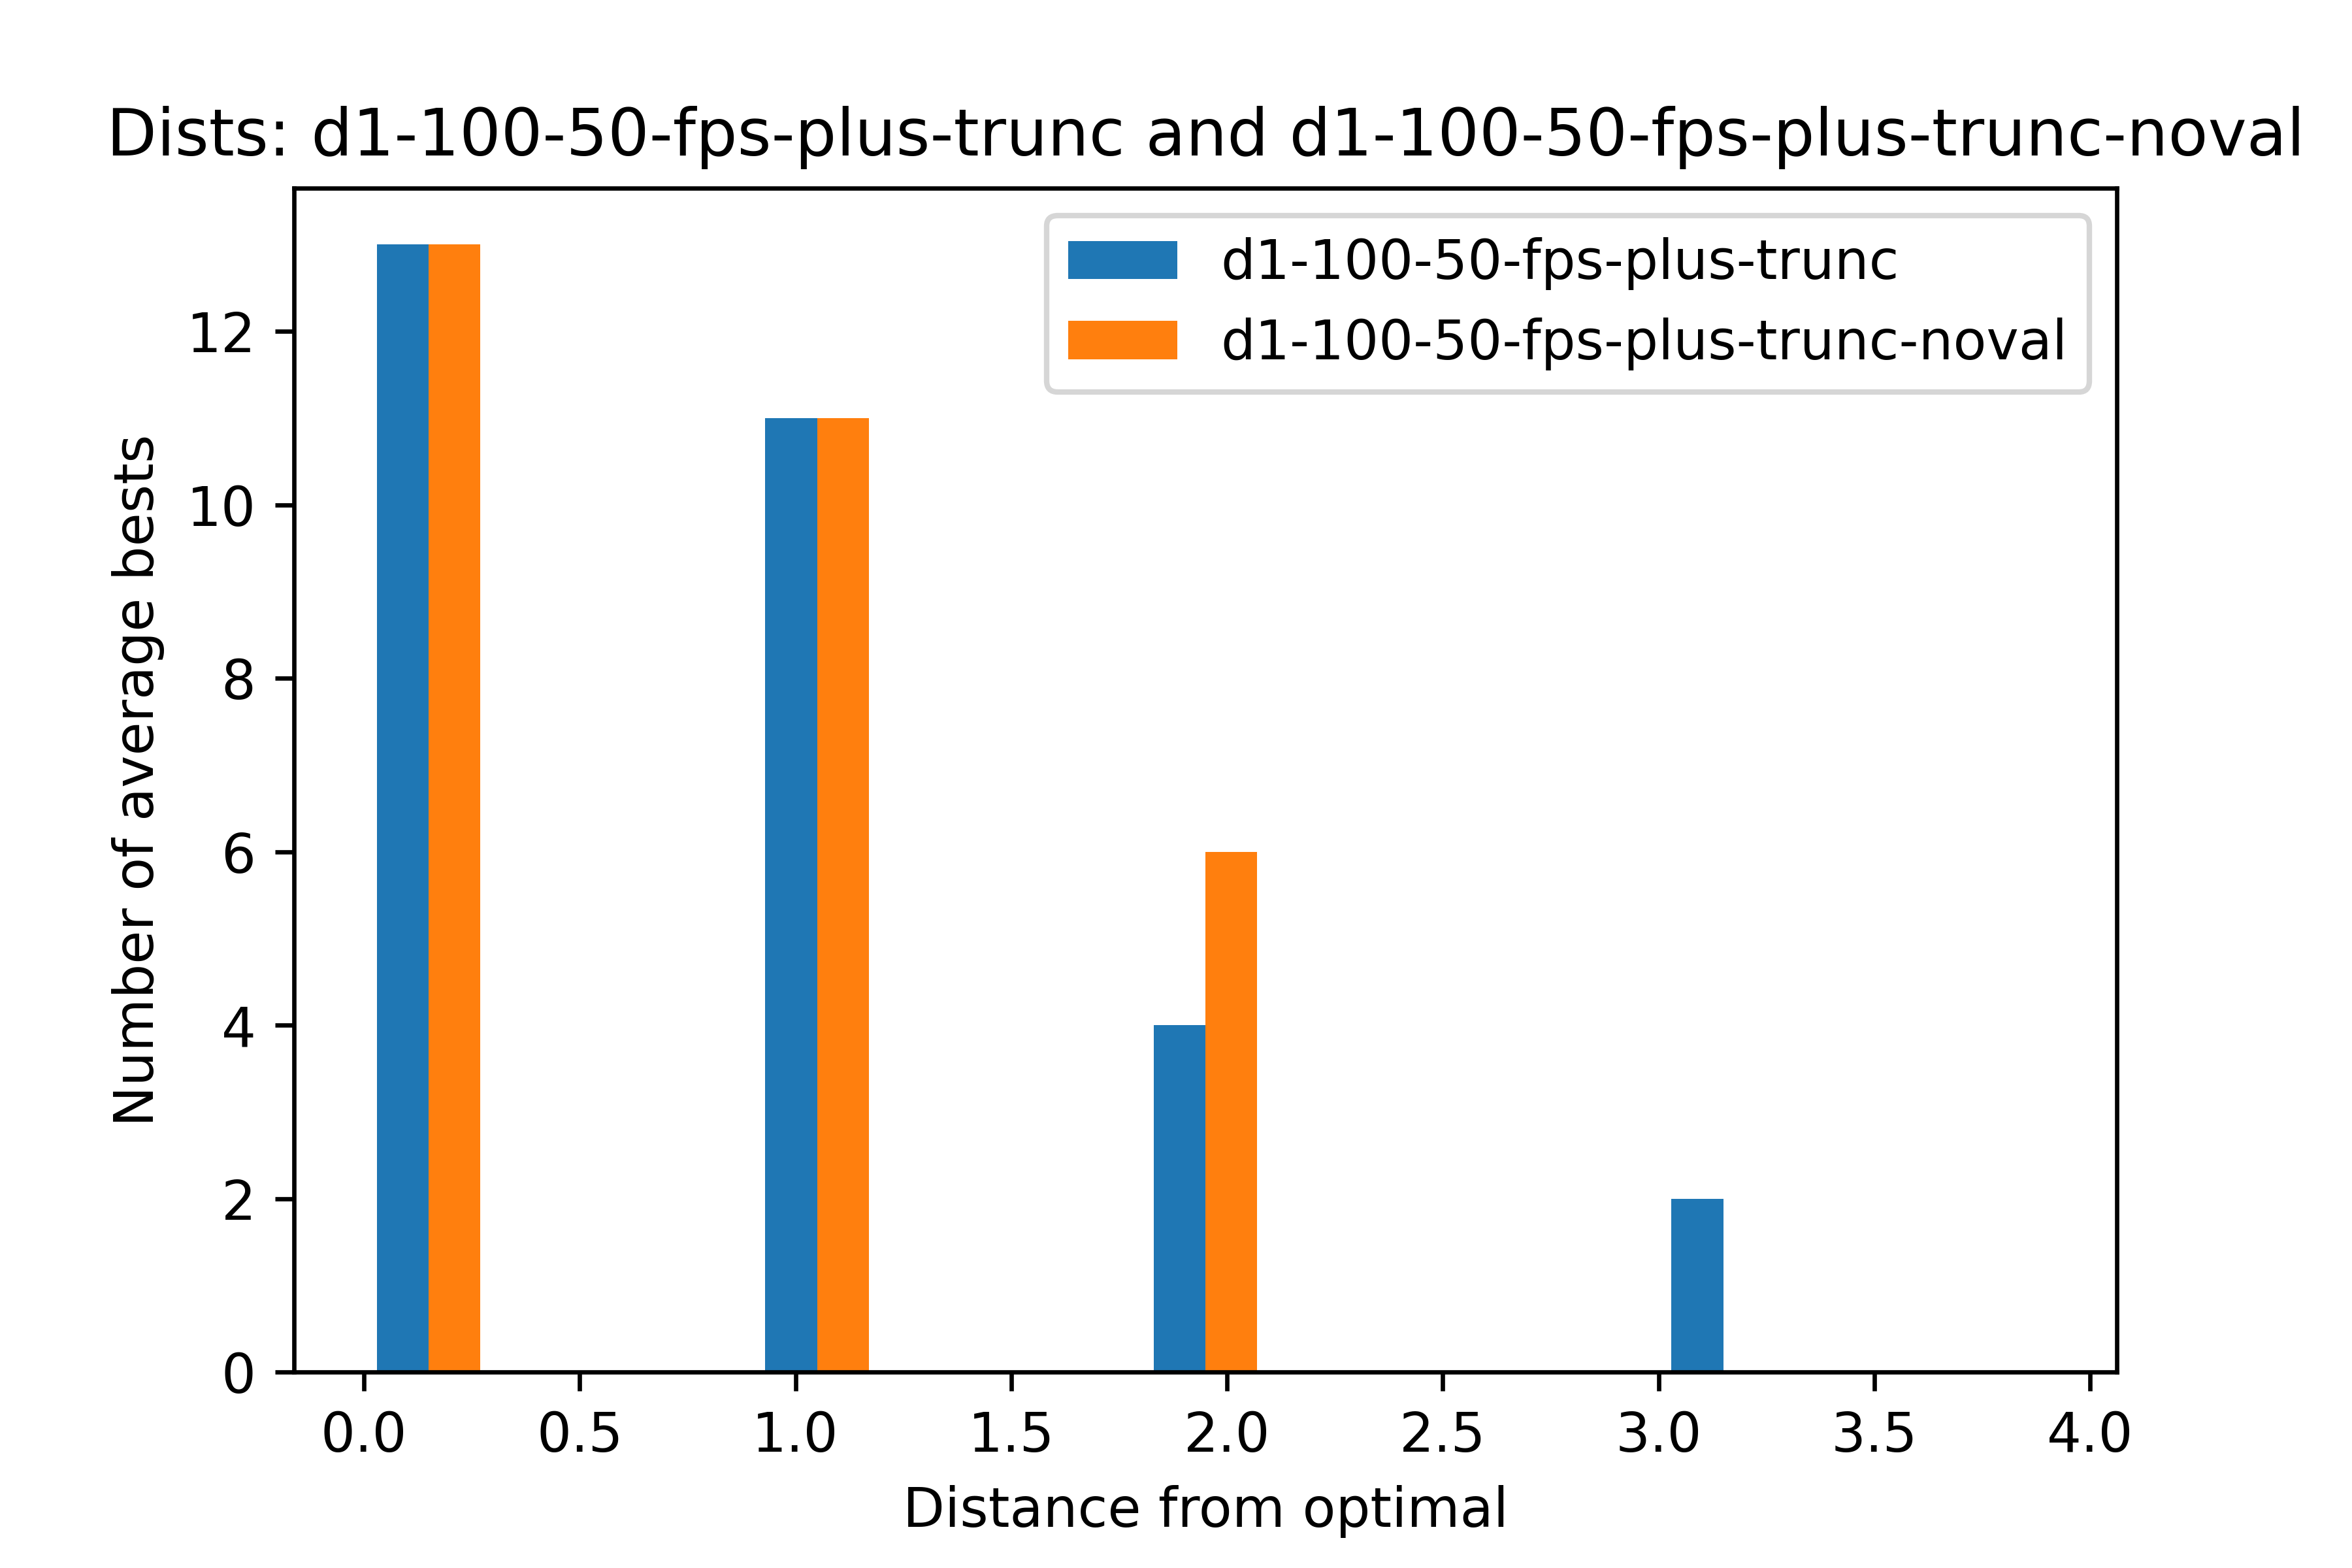 Dists: d1-100-50-fps-plus-trunc and d1-100-50-fps-plus-trunc-noval
d1-100-50-fps-plus-trunc
d1-100-50-fps-plus-trunc-noval
Number of average bests
12
10
8
6
4
2
0
0.0 0.5 1.0 1.5 2.0 2.5 3.0 3.5 4.0
Distance from optimal